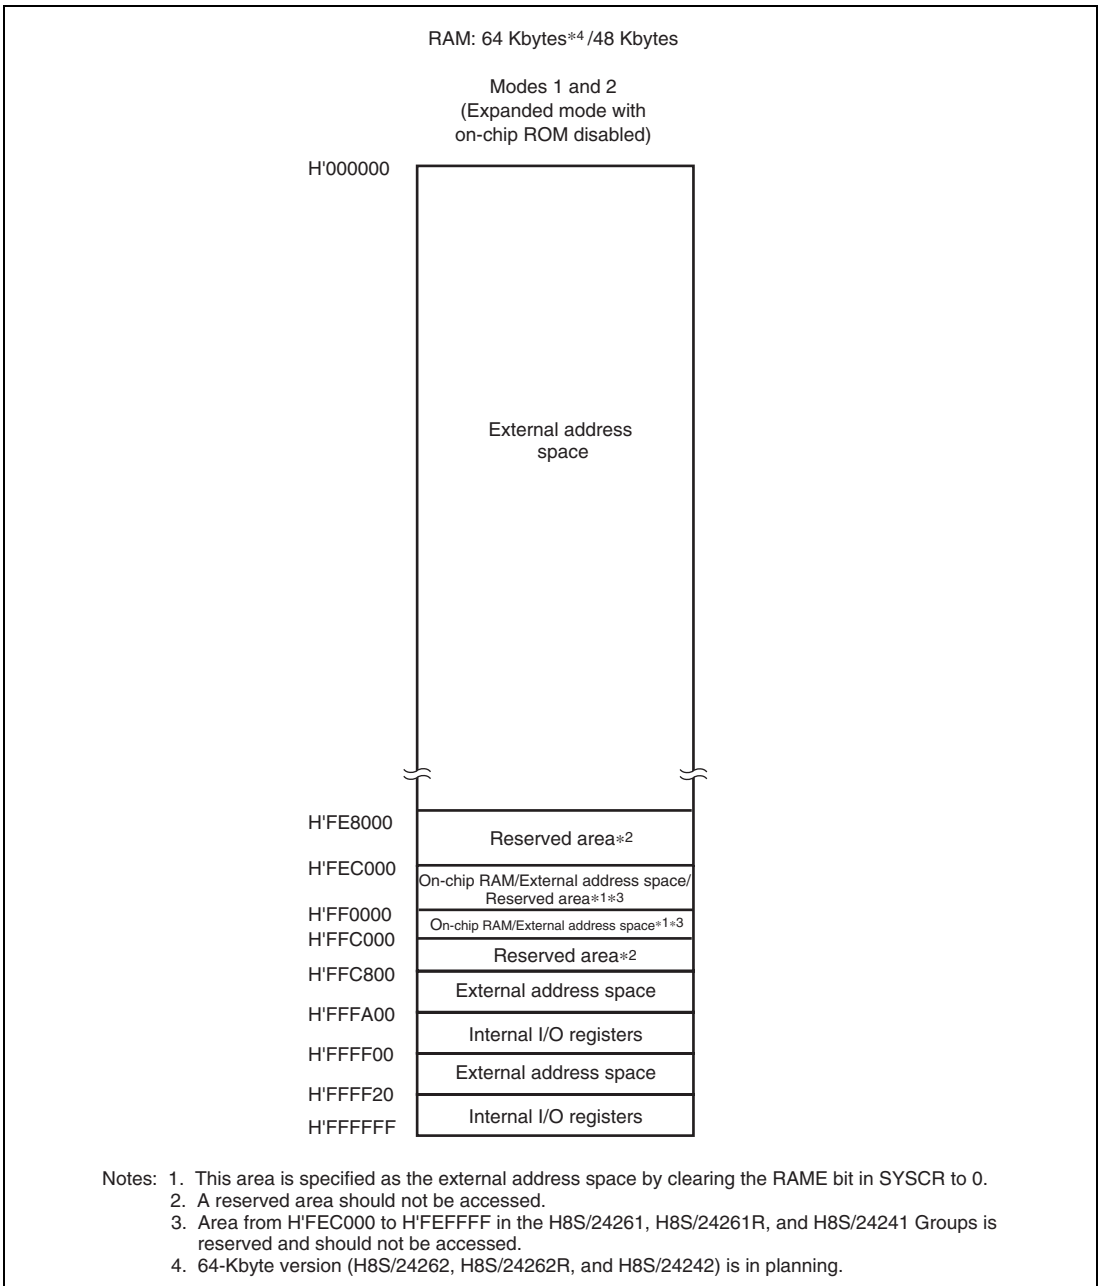 RAM: 64 Kbytes*4 /48 Kbytes
Modes 1 and 2
(Expanded mode with
on-chip ROM disabled)
H'000000
External address
space
H'FE8000
Reserved area*2
H'FEC000
On-chip RAM/External address space/
Reserved area*1*3
H'FF0000
On-chip RAM/External address space*1*3
H'FFC000
Reserved area*2
H'FFC800
External address space
H'FFFA00
Internal I/O registers
H'FFFF00
External address space
H'FFFF20
Internal I/O registers
H'FFFFFF
Notes: 1. This area is specified as the external address space by clearing the RAME bit in SYSCR to 0.
2. A reserved area should not be accessed.
3. Area from H'FEC000 to H'FEFFFF in the H8S/24261, H8S/24261R, and H8S/24241 Groups is
reserved and should not be accessed.
4. 64-Kbyte version (H8S/24262, H8S/24262R, and H8S/24242) is in planning.